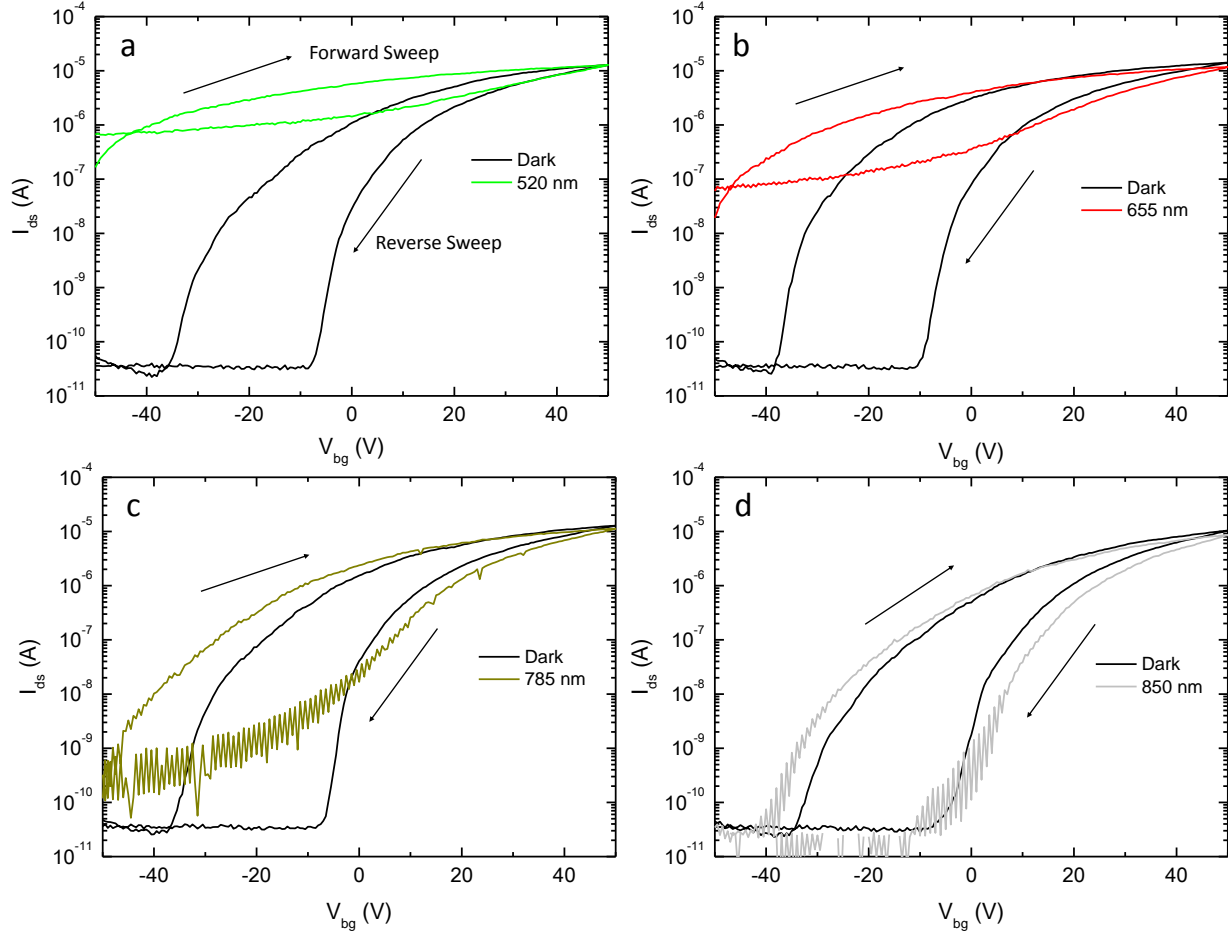 a
Forward Sweep
Dark
520 nm
Reverse Sweep
I_ds (A)
10^-4
10^-5
10^-6
10^-7
10^-8
10^-9
10^-10
10^-11
-40 -20 0 20 40
V_bg (V)
b
Dark
655 nm
I_ds (A)
10^-4
10^-5
10^-6
10^-7
10^-8
10^-9
10^-10
10^-11
-40 -20 0 20 40
V_bg (V)
c
Dark
785 nm
I_ds (A)
10^-4
10^-5
10^-6
10^-7
10^-8
10^-9
10^-10
10^-11
-40 -20 0 20 40
V_bg (V)
d
Dark
850 nm
I_ds (A)
10^-4
10^-5
10^-6
10^-7
10^-8
10^-9
10^-10
10^-11
-40 -20 0 20 40
V_bg (V)